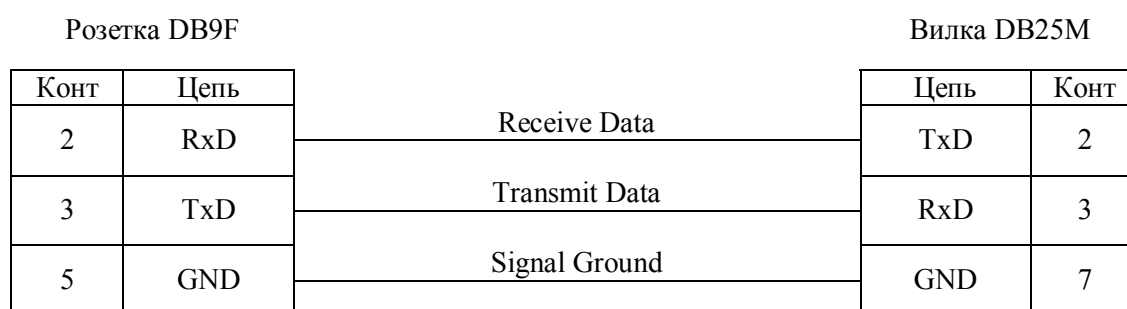 Розетка DB9F Вилка DB25M
Конт Цепь Цепь Конт
2 RxD Receive Data TxD 2
3 TxD Transmit Data RxD 3
5 GND Signal Ground GND 7